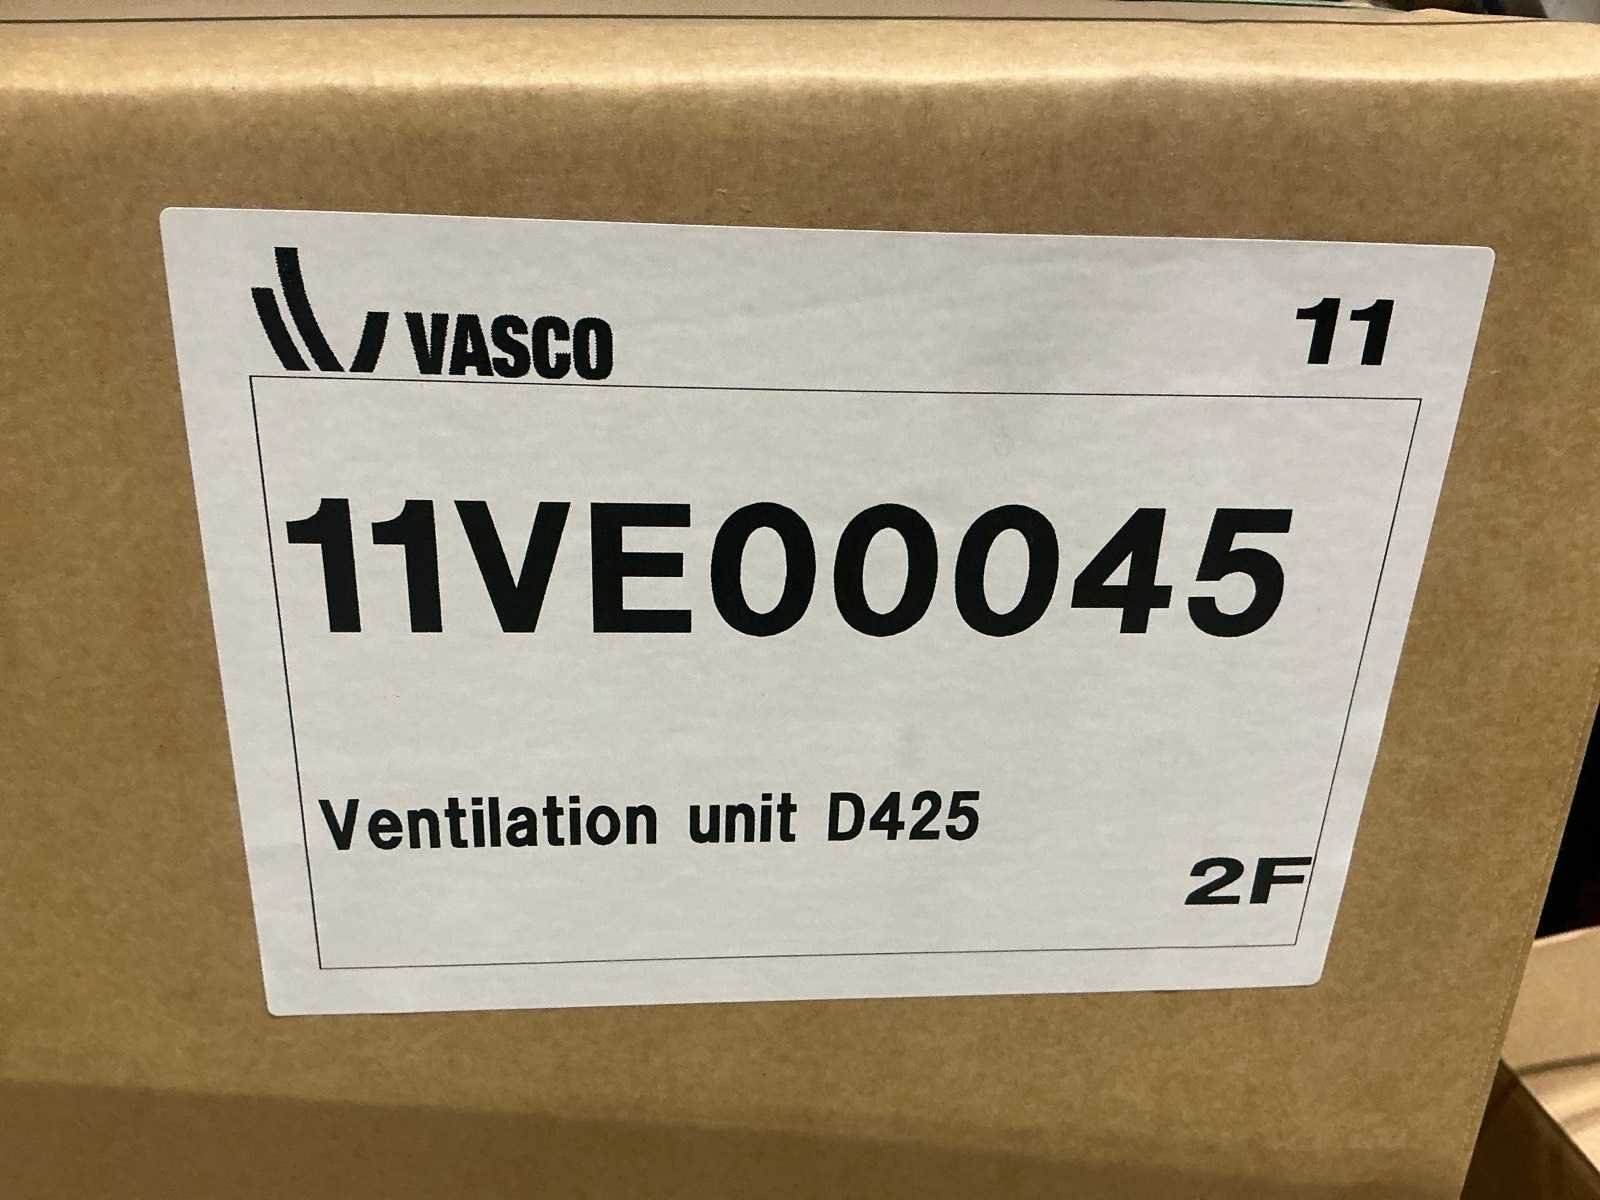 VASCO
11
11VE00045
Ventilation unit D425
2F